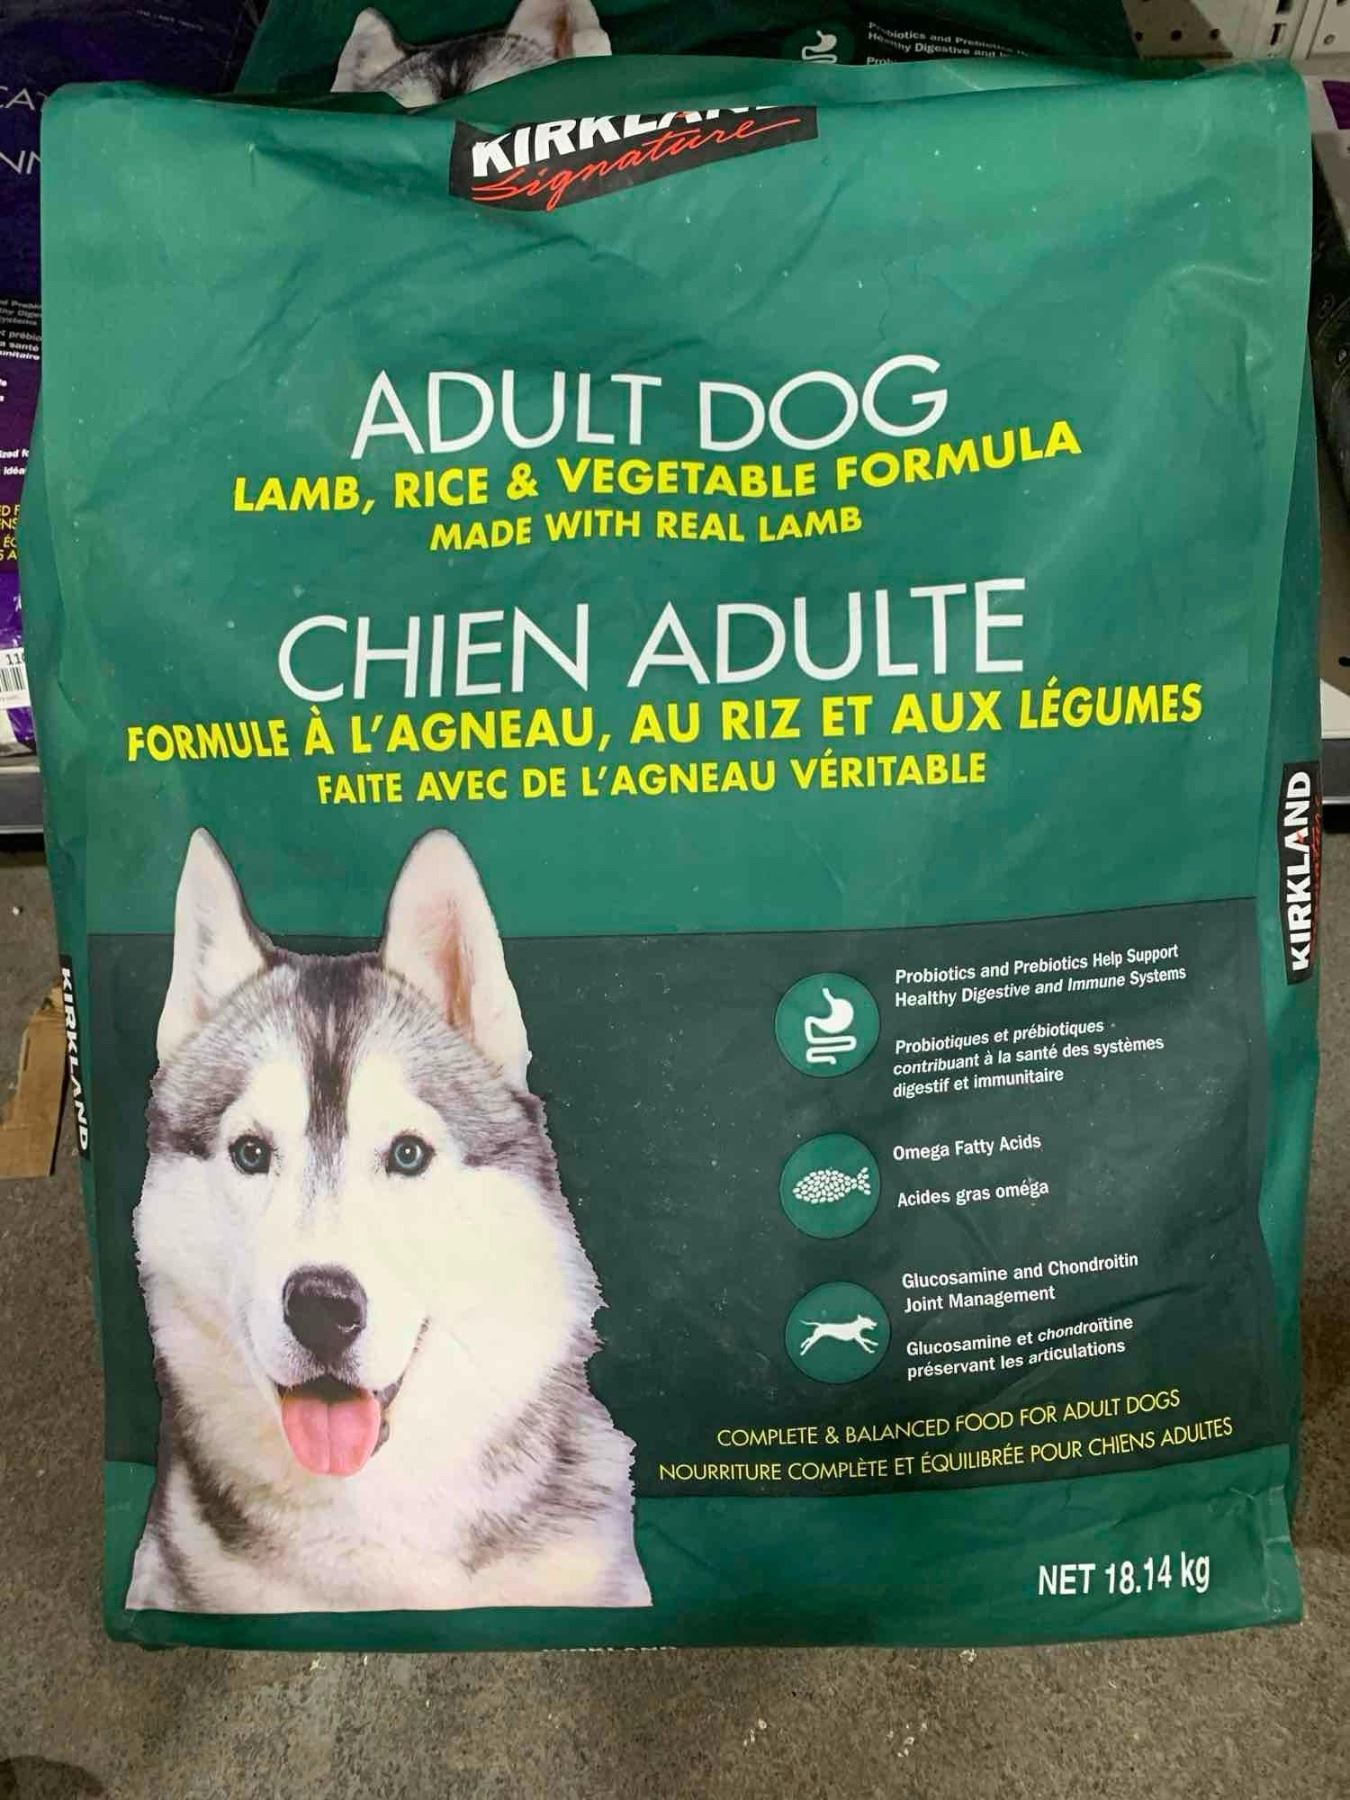 Probiotics and
Digestive and
KIRKLAND
Signature
ADULT DOG
LAMB, RICE & VEGETABLE FORMULA
MADE WITH REAL LAMB
CHIEN ADULTE
FORMULE À L'AGNEAU, AU RIZ ET AUX LÉGUMES
FAITE AVEC DE L'AGNEAU VÉRITABLE
Probiotics and Prebiotics Help Support
Healthy Digestive and Immune Systems
Probiotiques et prébiotiques
contribuant à la santé des systèmes
digestif et immunitaire
Omega Fatty Acids
Acides gras oméga
Glucosamine and Chondroitin
Joint Management
Glucosamine et chondroïtine
préservant les articulations
COMPLETE & BALANCED FOOD FOR ADULT DOGS
NOURRITURE COMPLÈTE ET ÉQUILIBRÉE POUR CHIENS ADULTES
NET 18.14 kg
KIRKLAND
KIRKLAND